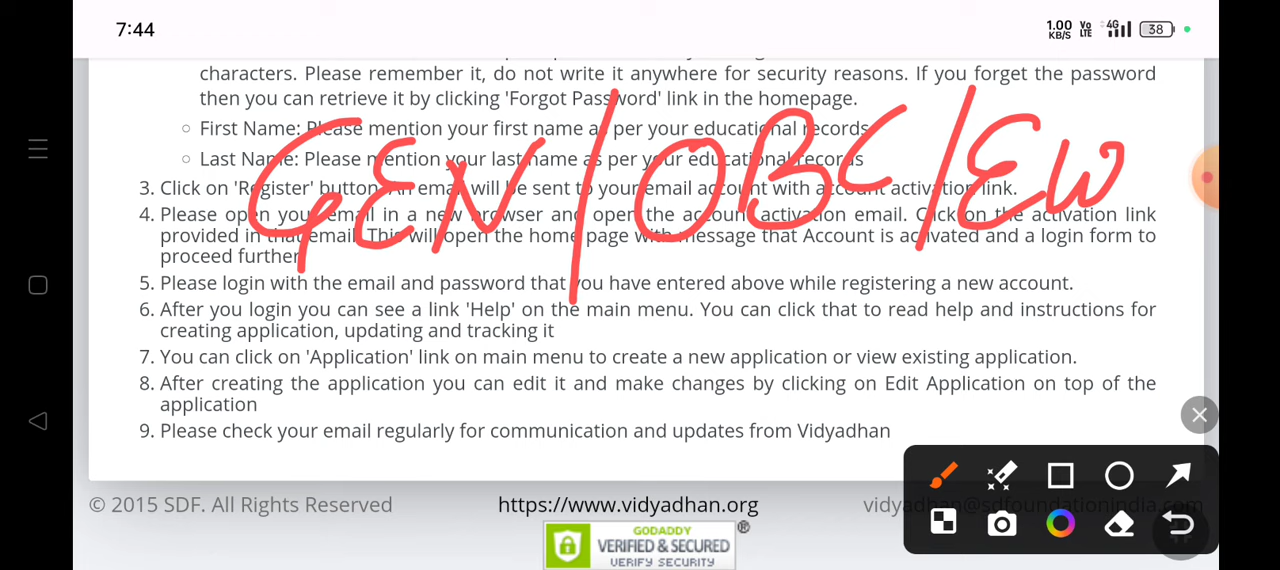 7:44
1.00 KB/S Vo LTE 4G 38
characters. Please remember it, do not write it anywhere for security reasons. If you forget the password
then you can retrieve it by clicking 'Forgot Password' link in the homepage.
GEN/OBC/EW
First Name: Please mention your first name as per your educational records
Last Name: Please mention your last name as per your educational records
3. Click on 'Register' button. An email will be sent to your email account with account activation link.
4. Please open your email in a new browser and open the account activation email. Click on the activation link
provided in that email. This will open the home page with message that Account is activated and a login form to
proceed further
5. Please login with the email and password that you have entered above while registering a new account.
6. After you login you can see a link 'Help' on the main menu. You can click that to read help and instructions for
creating application, updating and tracking it
7. You can click on 'Application' link on main menu to create a new application or view existing application.
8. After creating the application you can edit it and make changes by clicking on Edit Application on top of the
application
9. Please check your email regularly for communication and updates from Vidyadhan
© 2015 SDF. All Rights Reserved https://www.vidyadhan.org vidyadhan@sdfoundationindia.com
GODADDY
VERIFIED & SECURED
VERIFY SECURITY